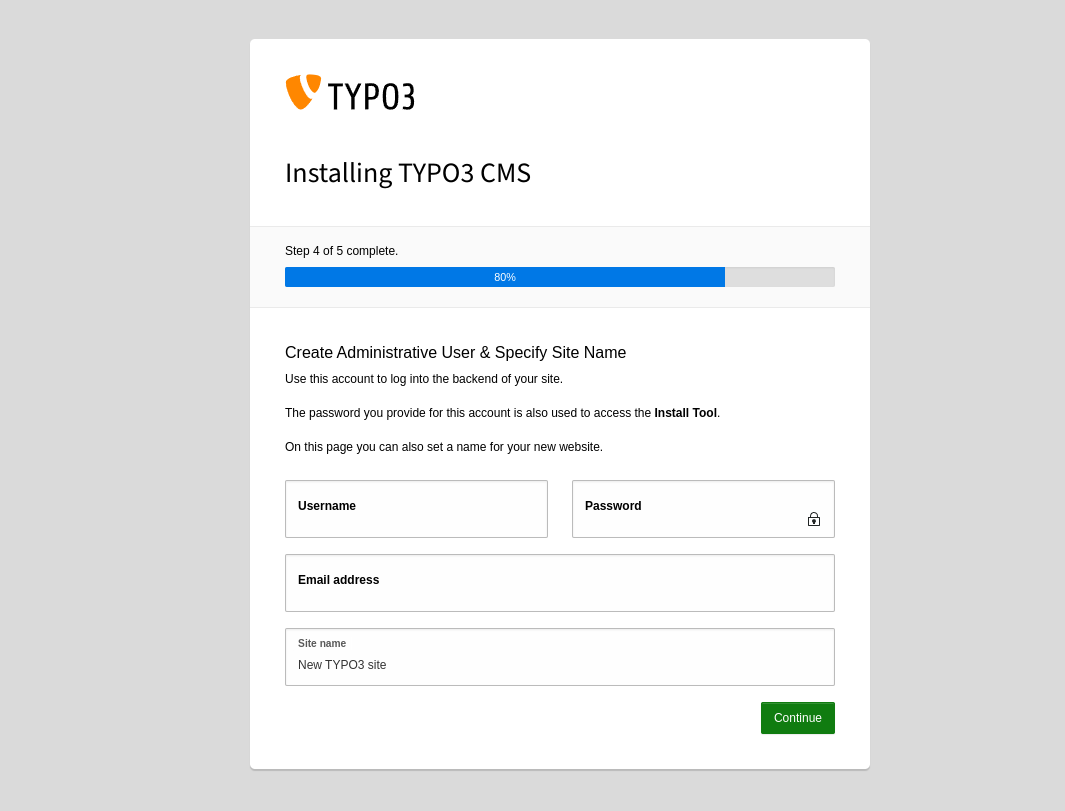 TYPO3
Installing TYPO3 CMS
Step 4 of 5 complete.
80%
Create Administrative User & Specify Site Name
Use this account to log into the backend of your site.
The password you provide for this account is also used to access the Install Tool.
On this page you can also set a name for your new website.
Username
Password
Email address
Site name
New TYPO3 site
Continue